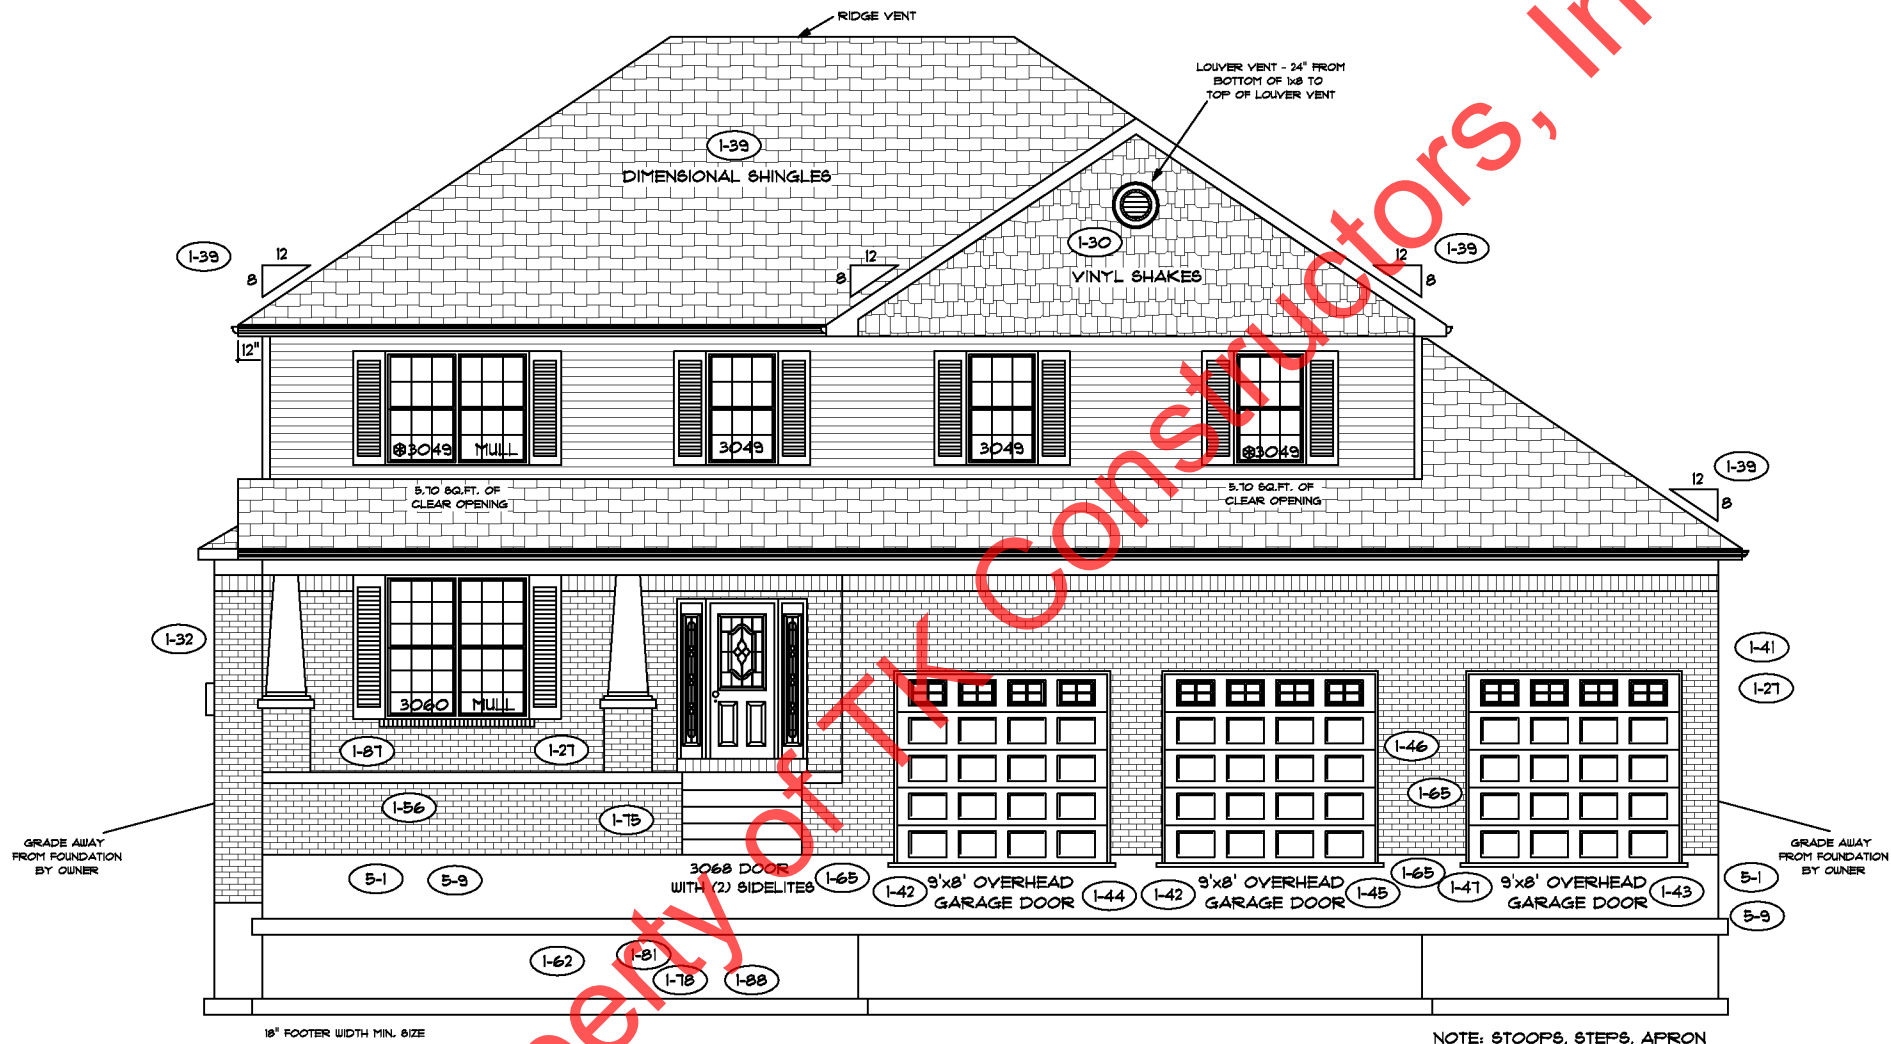 RIDGE VENT
LOUVER VENT - 24" FROM
BOTTOM OF 1x8 TO
TOP OF LOUVER VENT
1-39
DIMENSIONAL SHINGLES
1-30
VINYL SHAKES
1-39
12
8
12
8
12
8
1-39
12"
3049 MULL
3049
3049
3049
5.70 SQ.FT. OF
CLEAR OPENING
5.70 SQ.FT. OF
CLEAR OPENING
1-39
12
8
1-32
1-41
1-27
3060 MULL
1-87
1-27
1-56
1-75
1-46
1-65
GRADE AWAY
FROM FOUNDATION
BY OWNER
GRADE AWAY
FROM FOUNDATION
BY OWNER
5-1
5-9
3068 DOOR
WITH (2) SIDELITES
1-65
1-42
9'x8' OVERHEAD
GARAGE DOOR
1-44
1-42
9'x8' OVERHEAD
GARAGE DOOR
1-45
1-65
1-47
9'x8' OVERHEAD
GARAGE DOOR
1-43
5-1
5-9
1-62
1-81
1-78
1-88
18" FOOTER WIDTH MIN. SIZE
NOTE: STOOPS, STEPS, APRON
perty of TK Constructors, In